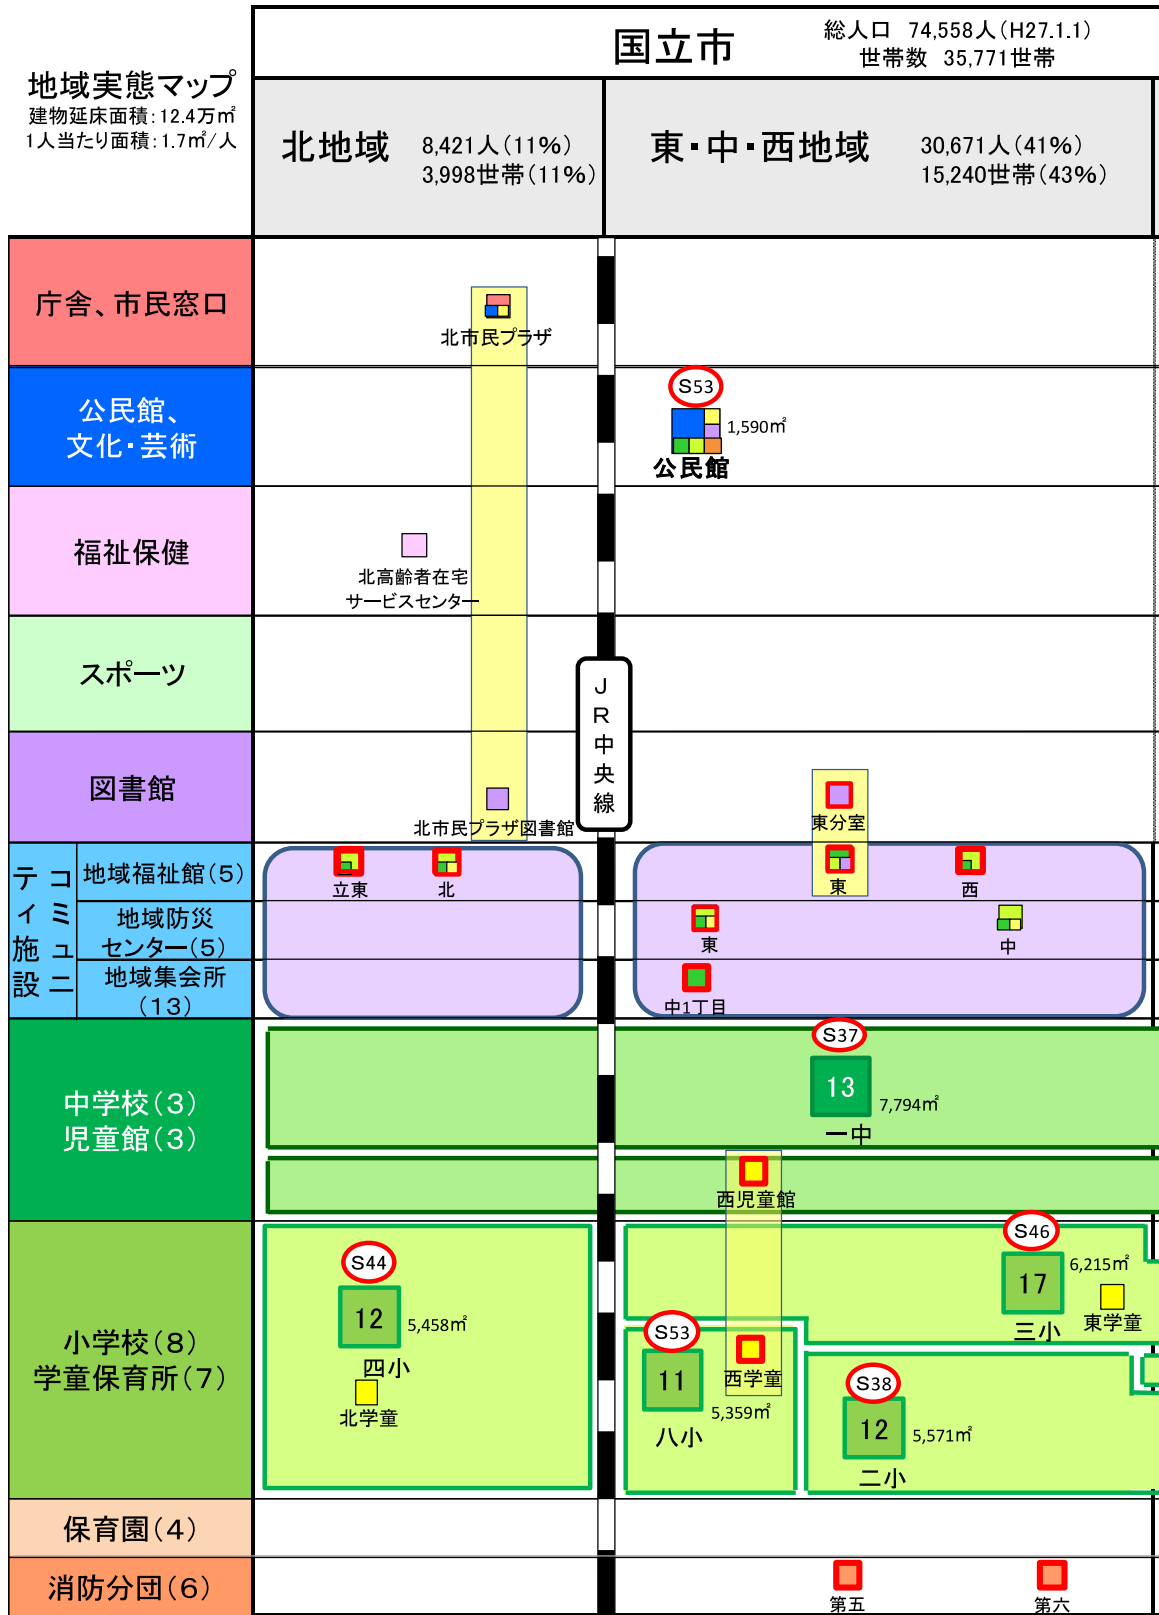 地域実態マップ
建物延床面積：12.4万㎡
1人当たり面積：1.7㎡/人
国立市
総人口 74,558人（H27.1.1）
世帯数 35,771世帯
北地域
8,421人（11%）
3,998世帯（11%）
東・中・西地域
30,671人（41%）
15,240世帯（43%）
庁舎、市民窓口
北市民プラザ
公民館、
文化・芸術
S53
1,590㎡
公民館
福祉保健
北高齢者在宅
サービスセンター
スポーツ
JR中央線
図書館
北市民プラザ図書館
東分室
コミュニティ施設
地域福祉館（5）
立東
北
東
西
地域防災
センター（5）
東
中
地域集会所
（13）
中1丁目
中学校（3）
児童館（3）
S37
13
7,794㎡
一中
西児童館
小学校（8）
学童保育所（7）
S44
12
5,458㎡
四小
北学童
S46
17
6,215㎡
三小
東学童
S53
11
5,359㎡
八小
西学童
S38
12
5,571㎡
二小
保育園（4）
消防分団（6）
第五
第六